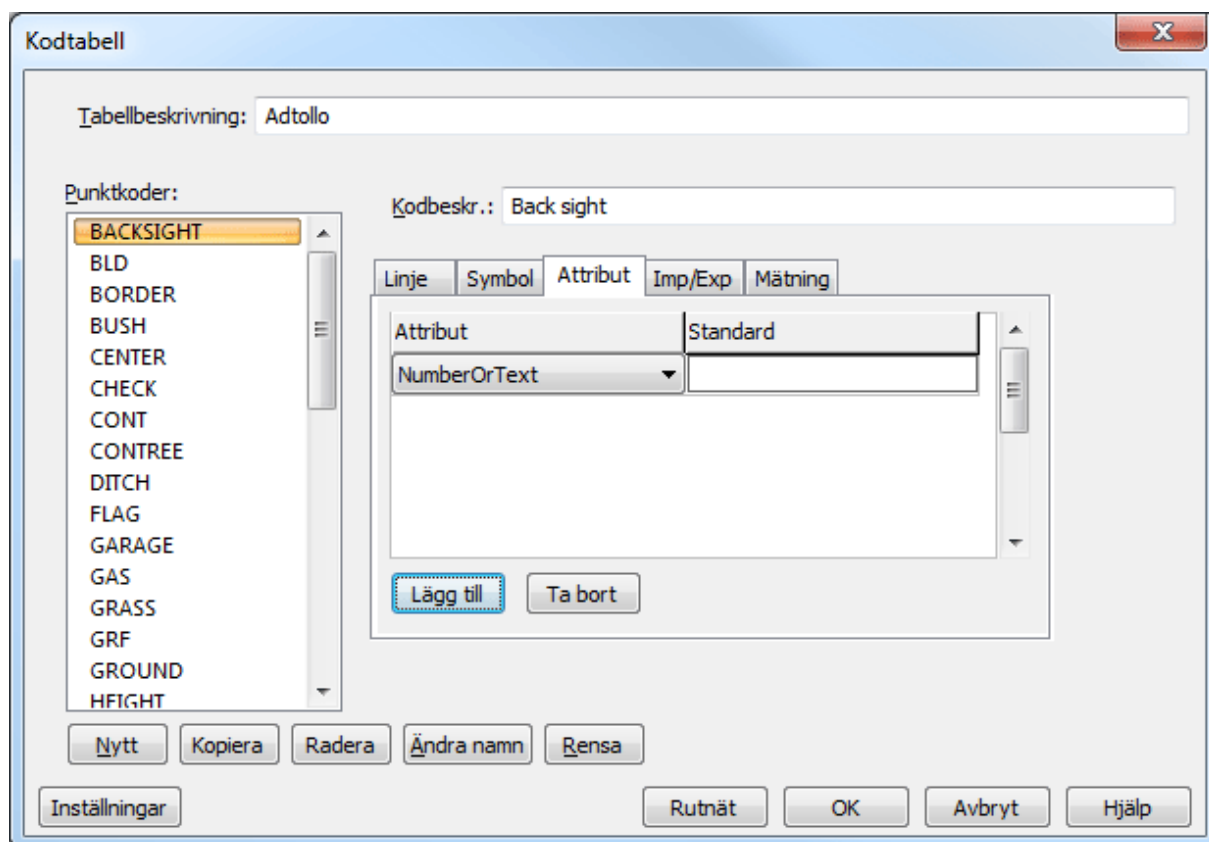 Kodtabell
Tabellbeskrivning: Adtollo
Punktkoder:
Kodbeskr.: Back sight
BACKSIGHT
BLD
BORDER
BUSH
CENTER
CHECK
CONT
CONTREE
DITCH
FLAG
GARAGE
GAS
GRASS
GRF
GROUND
HEIGHT
Linje Symbol Attribut Imp/Exp Mätning
Attribut Standard
NumberOrText
Lägg till Ta bort
Nytt Kopiera Radera Ändra namn Rensa
Inställningar Rutnät OK Avbryt Hjälp